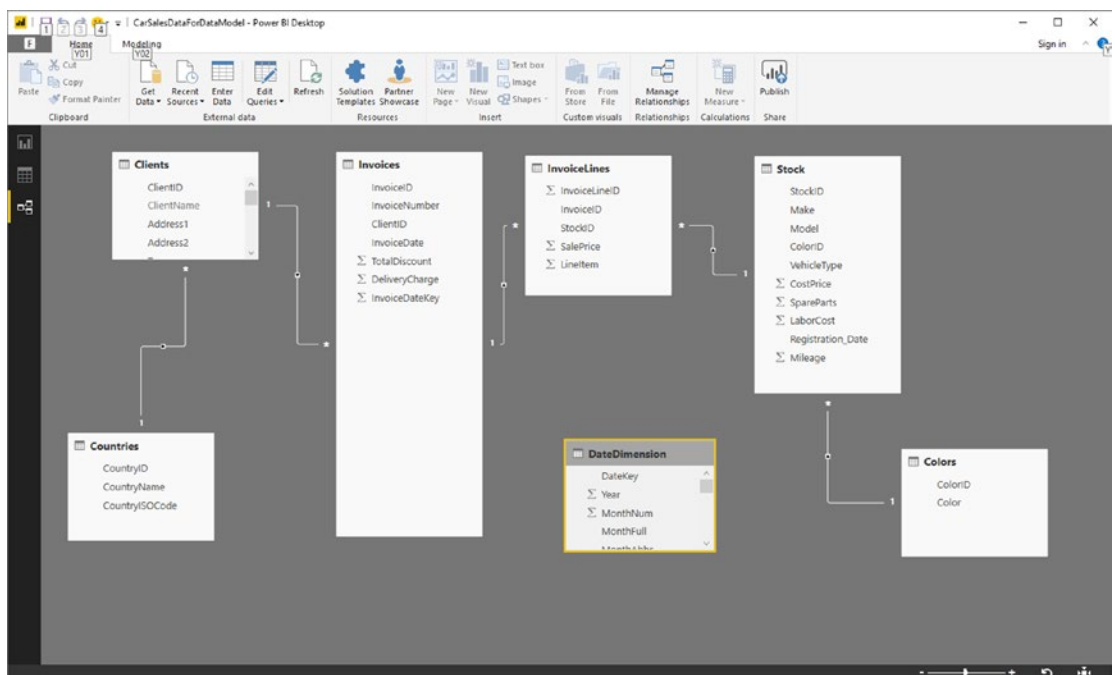 CarSalesDataForDataModel - Power BI Desktop
1 2 3 4
F Home Modeling Sign in
Y01 Y02 Y
Paste
Cut
Copy
Format Painter
Clipboard
Get Data
Recent Sources
Enter Data
Edit Queries
Refresh
External data
Solution Templates
Partner Showcase
Resources
New Page
New Visual
Text box
Image
Shapes
Insert
From Store
From File
Custom visuals
Manage Relationships
Relationships
New Measure
Calculations
Publish
Share
Clients
ClientID
ClientName
Address1
Address2
1
*
*
1
Invoices
InvoiceID
InvoiceNumber
ClientID
InvoiceDate
Σ TotalDiscount
Σ DeliveryCharge
Σ InvoiceDateKey
*
1
InvoiceLines
Σ InvoiceLineID
InvoiceID
StockID
Σ SalePrice
Σ LineItem
*
1
Stock
StockID
Make
Model
ColorID
VehicleType
Σ CostPrice
Σ SpareParts
Σ LaborCost
Registration_Date
Σ Mileage
*
1
Countries
CountryID
CountryName
CountryISOCode
DateDimension
DateKey
Σ Year
Σ MonthNum
MonthFull
MonthAbbr
Colors
ColorID
Color